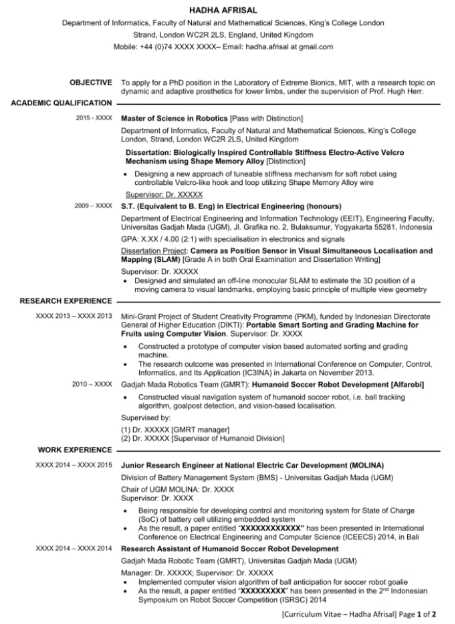 HADHA AFRISAL
Department of Informatics, Faculty of Natural and Mathematical Sciences, King's College London
Strand, London WC2R 2LS, England, United Kingdom
Mobile: +44 (0)74 XXXX XXXX– Email: hadha.afrisal at gmail.com
OBJECTIVE To apply for a PhD position in the Laboratory of Extreme Bionics, MIT, with a research topic on
dynamic and adaptive prosthetics for lower limbs, under the supervision of Prof. Hugh Herr.
ACADEMIC QUALIFICATION
2015 - XXXX Master of Science in Robotics [Pass with Distinction]
Department of Informatics, Faculty of Natural and Mathematical Sciences, King's College
London, Strand, London WC2R 2LS, United Kingdom
Dissertation: Biologically Inspired Controllable Stiffness Electro-Active Velcro
Mechanism using Shape Memory Alloy [Distinction]
• Designing a new approach of tuneable stiffness mechanism for soft robot using
controllable Velcro-like hook and loop utilizing Shape Memory Alloy wire
Supervisor: Dr. XXXXX
2009 – XXXX S.T. (Equivalent to B. Eng) in Electrical Engineering (honours)
Department of Electrical Engineering and Information Technology (EEIT), Engineering Faculty,
Universitas Gadjah Mada (UGM), Jl. Grafika no. 2, Bulaksumur, Yogyakarta 55281, Indonesia
GPA: X.XX / 4.00 (2:1) with specialisation in electronics and signals
Dissertation Project: Camera as Position Sensor in Visual Simultaneous Localisation and
Mapping (SLAM) [Grade A in both Oral Examination and Dissertation Writing]
Supervisor: Dr. XXXXX
• Designed and simulated an off-line monocular SLAM to estimate the 3D position of a
moving camera to visual landmarks, employing basic principle of multiple view geometry
RESEARCH EXPERIENCE
XXXX 2013 – XXXX 2013 Mini-Grant Project of Student Creativity Programme (PKM), funded by Indonesian Directorate
General of Higher Education (DIKTI): Portable Smart Sorting and Grading Machine for
Fruits using Computer Vision. Supervisor: Dr. XXXX
• Constructed a prototype of computer vision based automated sorting and grading
machine.
• The research outcome was presented in International Conference on Computer, Control,
Informatics, and Its Application (IC3INA) in Jakarta on November 2013.
2010 – XXXX Gadjah Mada Robotics Team (GMRT): Humanoid Soccer Robot Development [Alfarobi]
• Constructed visual navigation system of humanoid soccer robot, i.e. ball tracking
algorithm, goalpost detection, and vision-based localisation.
Supervised by:
(1) Dr. XXXXX [GMRT manager]
(2) Dr. XXXX [Supervisor of Humanoid Division]
WORK EXPERIENCE
XXXX 2014 – XXXX 2015 Junior Research Engineer at National Electric Car Development (MOLINA)
Division of Battery Management System (BMS) - Universitas Gadjah Mada (UGM)
Chair of UGM MOLINA: Dr. XXXX
Supervisor: Dr. XXXX
• Being responsible for developing control and monitoring system for State of Charge
(SoC) of battery cell utilizing embedded system
• As the result, a paper entitled "XXXXXXXXXXXX" has been presented in International
Conference on Electrical Engineering and Computer Science (ICEECS) 2014, in Bali
XXXX 2014 – XXXX 2014 Research Assistant of Humanoid Soccer Robot Development
Gadjah Mada Robotics Team (GMRT), Universitas Gadjah Mada (UGM)
Manager: Dr. XXXXX; Supervisor: Dr. XXXX
• Implemented computer vision algorithm of ball anticipation for soccer robot goalie
• As the result, a paper entitled "XXXXXXXXX" has been presented in the 2nd Indonesian
Symposium on Robot Soccer Competition (ISRSC) 2014
[Curriculum Vitae – Hadha Afrisal] Page 1 of 2